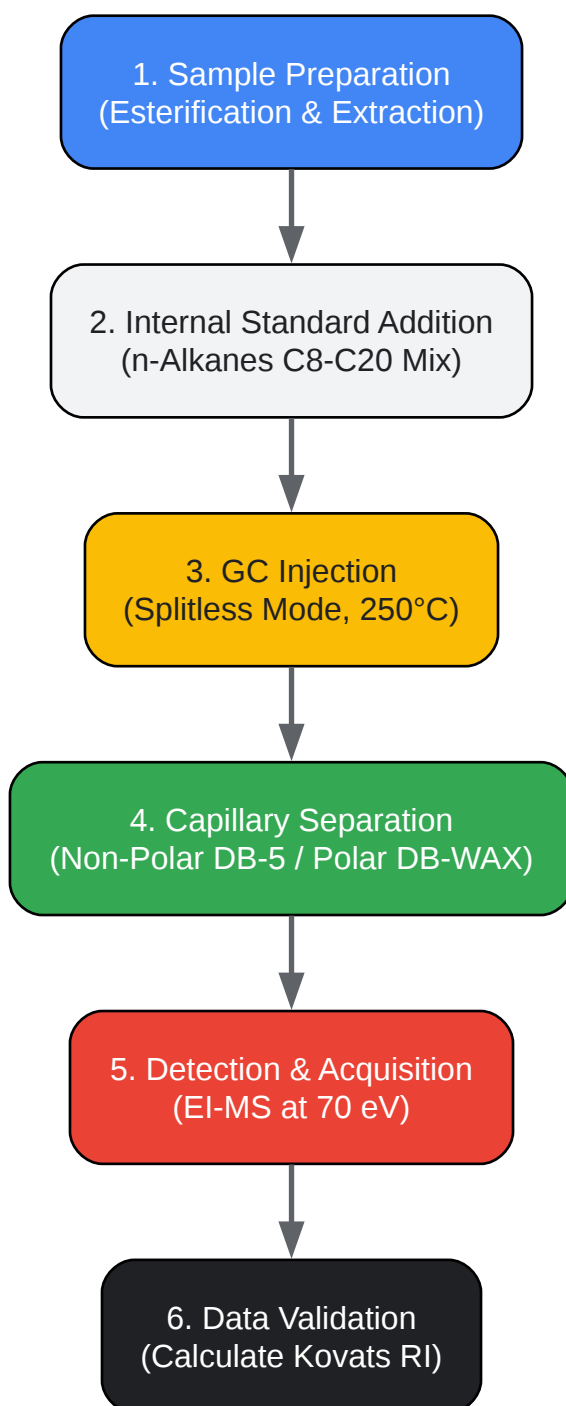 1. Sample Preparation
(Esterification & Extraction)
2. Internal Standard Addition
(n-Alkanes C8-C20 Mix)
3. GC Injection
(Splitless Mode, 250°C)
4. Capillary Separation
(Non-Polar DB-5 / Polar DB-WAX)
5. Detection & Acquisition
(EI-MS at 70 eV)
6. Data Validation
(Calculate Kovats RI)